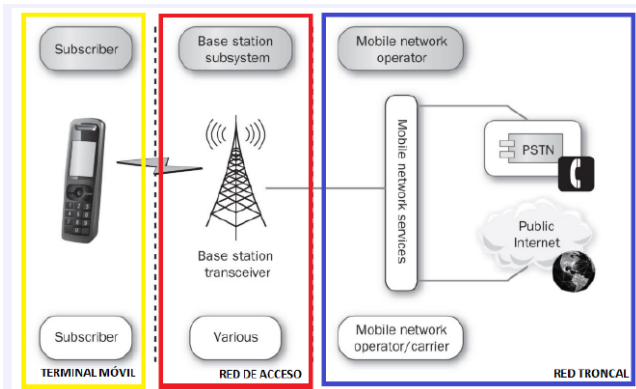 Subscriber
Base station
subsystem
Mobile network
operator
Mobile network services
PSTN
Public
Internet
Base station
transceiver
Subscriber
Various
Mobile network
operator/carrier
TERMINAL MÓVIL
RED DE ACCESO
RED TRONCAL